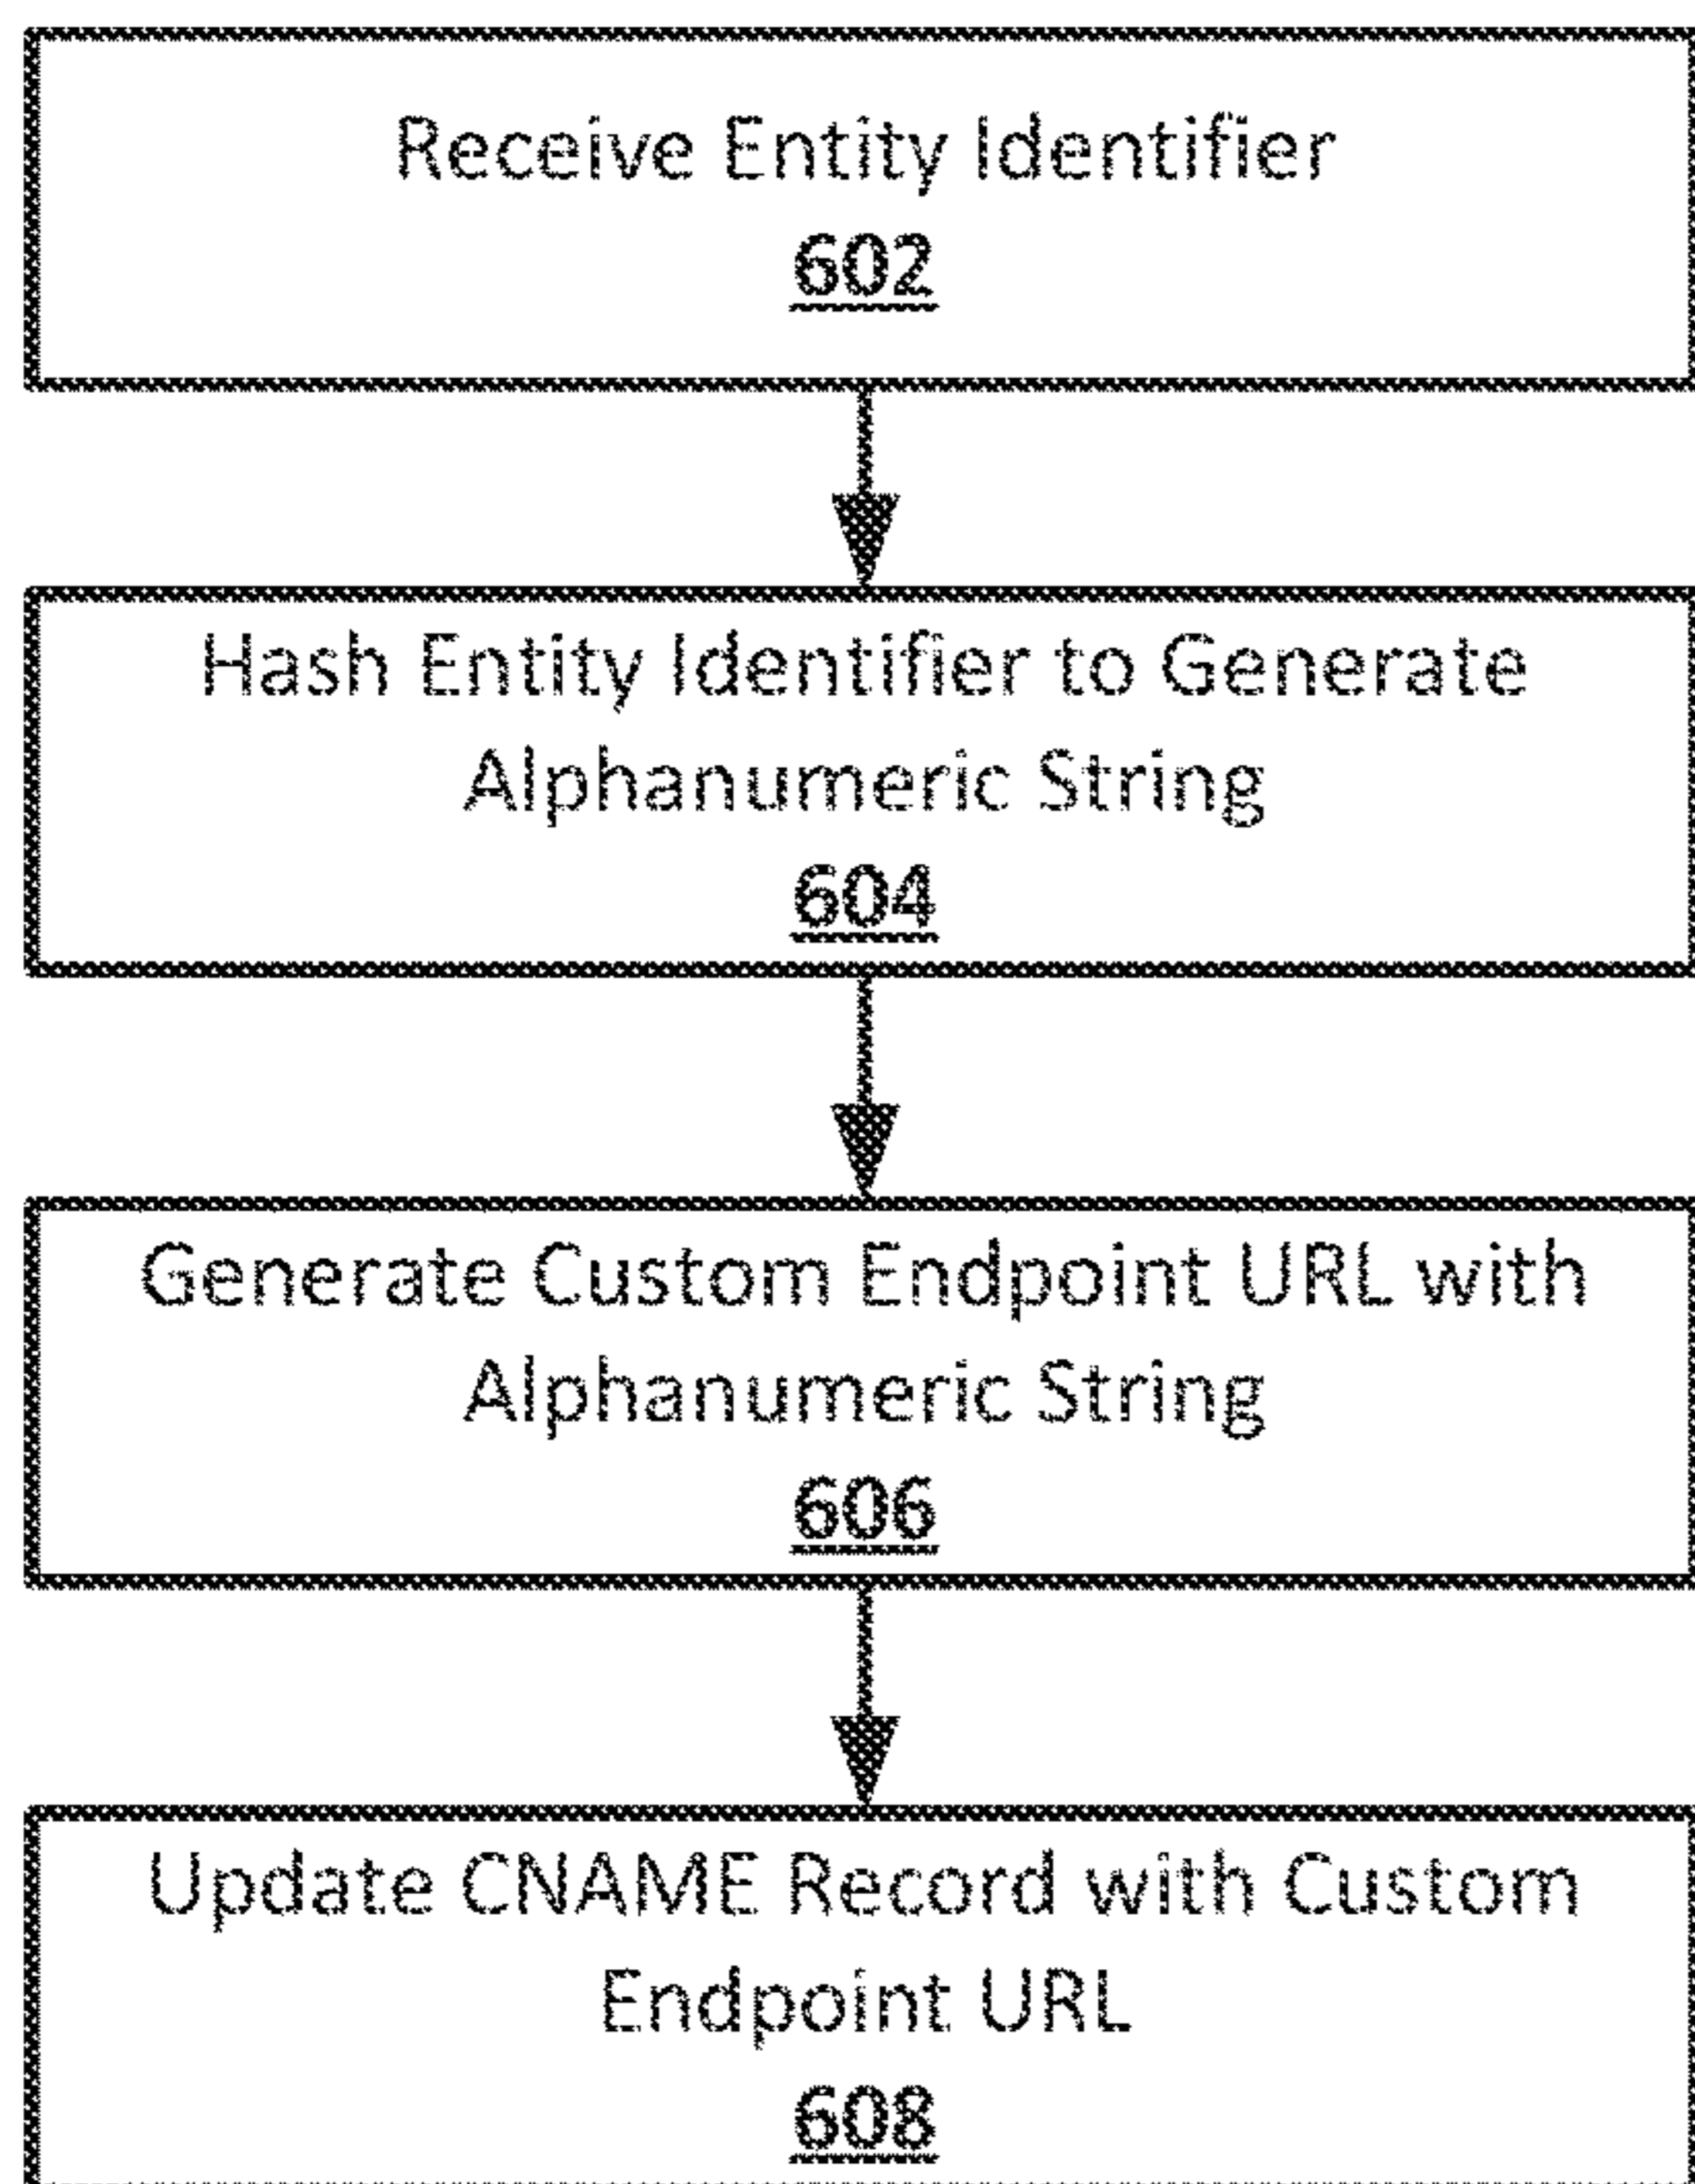 Receive Entity Identifier
602
Hash Entity Identifier to Generate
Alphanumeric String
604
Generate Custom Endpoint URL with
Alphanumeric String
606
Update CNAME Record with Custom
Endpoint URL
608